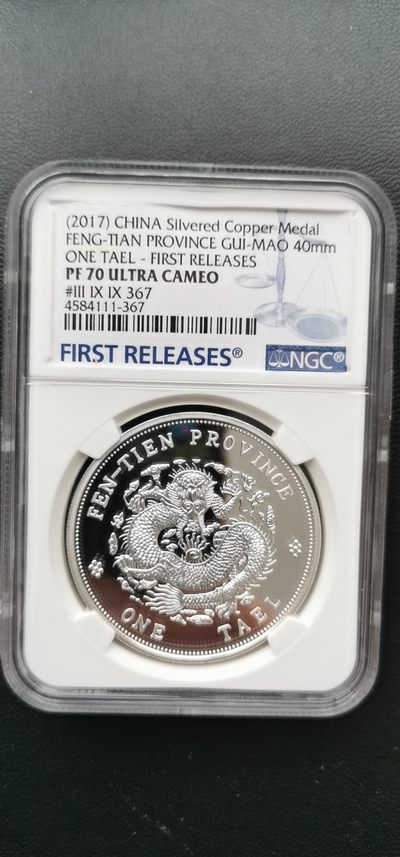 (2017) CHINA Silvered Copper Medal
FENG-TIAN PROVINCE GUI-MAO 40mm
ONE TAEL - FIRST RELEASES
PF 70 ULTRA CAMEO
#III IX IX 367
4584111-367
FIRST RELEASES®
NGC®
FEN-TIEN PROVINCE
ONE TAEL